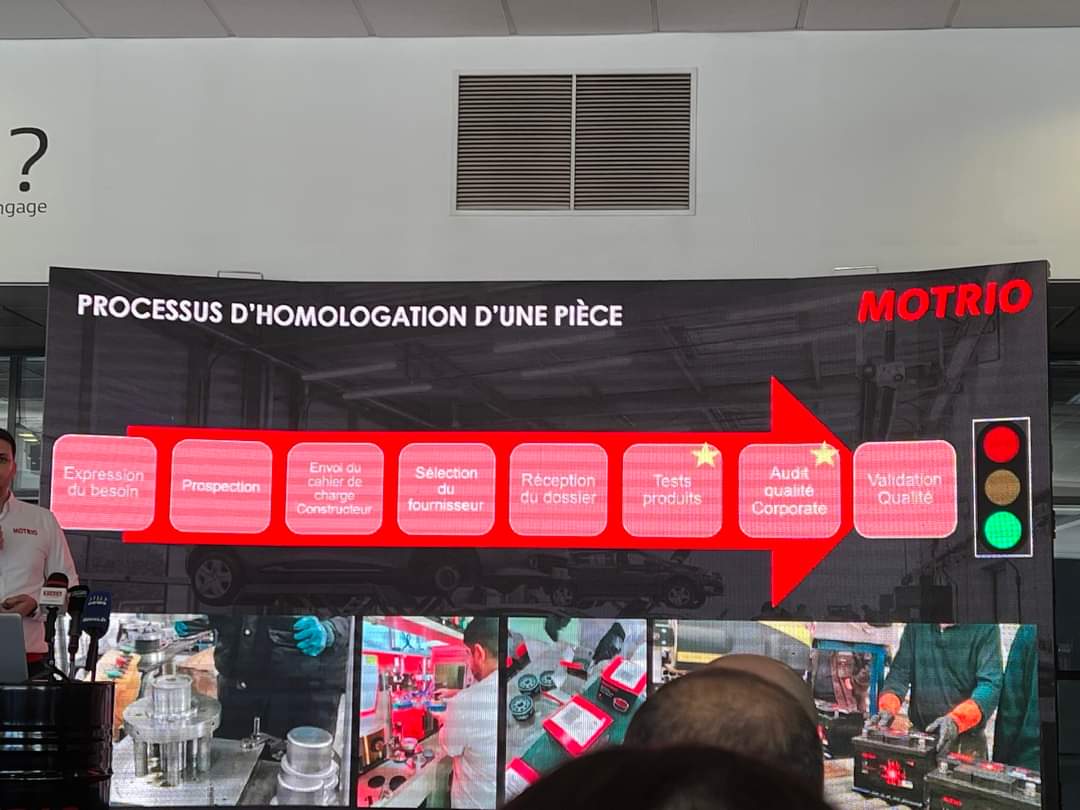 ?
ngage
PROCESSUS D'HOMOLOGATION D'UNE PIÈCE
MOTRIO
Expression
du besoin
Prospection
Envoi du
cahier de
charge
Constructeur
Sélection
du
fournisseur
Réception
du dossier
Tests
produits
Audit
qualité
Corporate
Validation
Qualité
MOTRIO